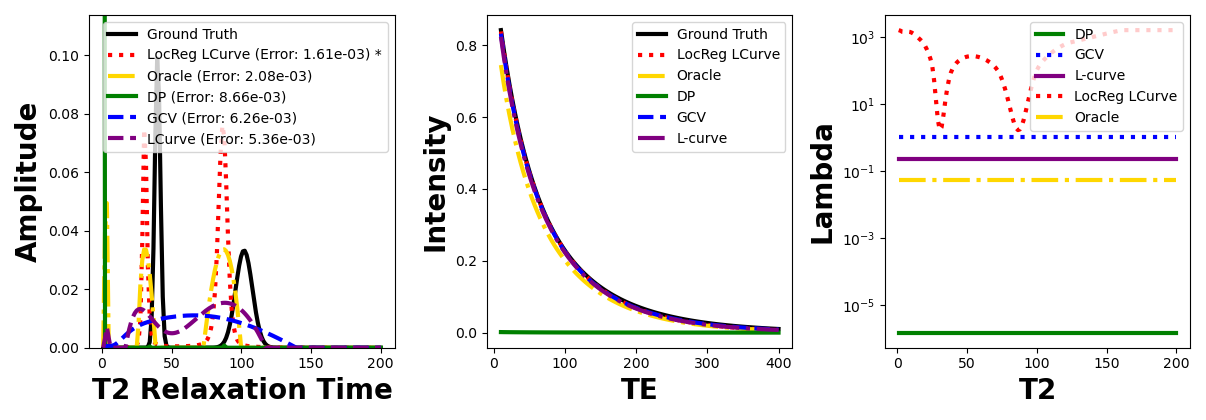 Amplitude
0.10
0.08
0.06
0.04
0.02
0.00
Ground Truth
LocReg LCurve (Error: 1.61e-03) *
Oracle (Error: 2.08e-03)
DP (Error: 8.66e-03)
GCV (Error: 6.26e-03)
LCurve (Error: 5.36e-03)
0 50 100 150 200
T2 Relaxation Time
Intensity
0.8
0.6
0.4
0.2
0.0
Ground Truth
LocReg LCurve
Oracle
DP
GCV
L-curve
0 100 200 300 400
TE
Lambda
10³
10¹
10⁻¹
10⁻³
10⁻⁵
DP
GCV
L-curve
LocReg LCurve
Oracle
0 50 100 150 200
T2